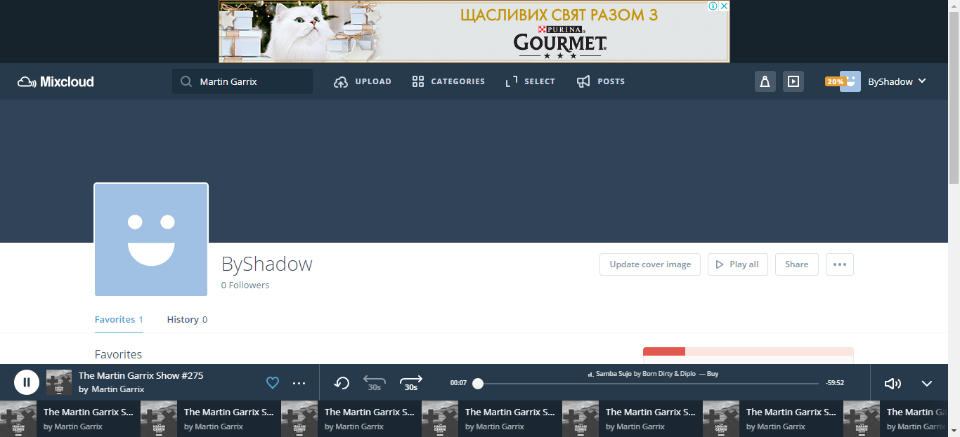 ЩАСЛИВИХ СВЯТ РАЗОМ З
PURINA
GOURMET
Mixcloud
Martin Garrix
UPLOAD
CATEGORIES
SELECT
POSTS
20%
ByShadow
ByShadow
0 Followers
Update cover image
Play all
Share
Favorites 1
History 0
Favorites
The Martin Garrix Show #275
by Martin Garrix
30s
30s
00:07
Samba Sujo by Born Dirty & Diplo — Buy
-59:52
The Martin Garrix S...
by Martin Garrix
The Martin Garrix S...
by Martin Garrix
The Martin Garrix S...
by Martin Garrix
The Martin Garrix S...
by Martin Garrix
The Martin Garrix S...
by Martin Garrix
The Martin Garrix S...
by Martin Garrix
The Martin G
by Martin Garrix